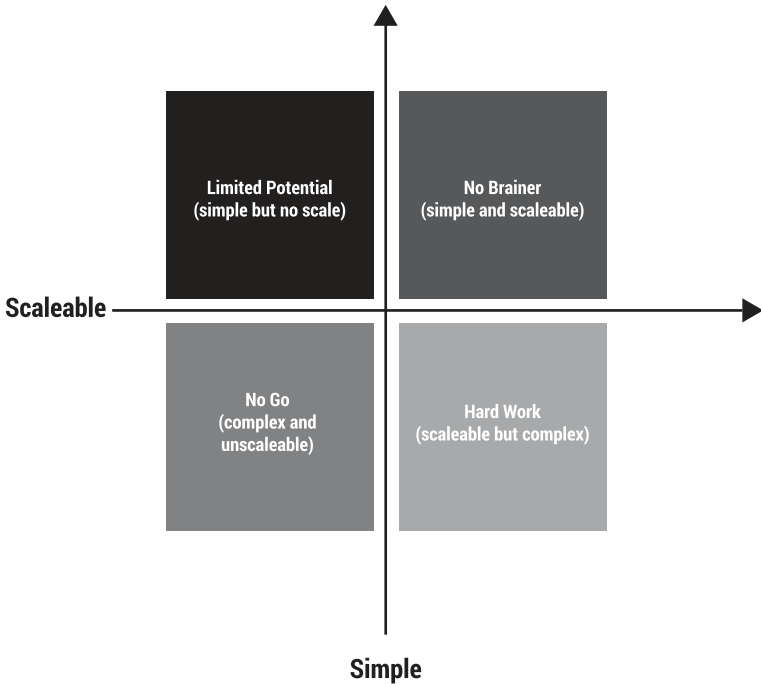 Limited Potential
(simple but no scale)
No Brainer
(simple and scaleable)
Scaleable
No Go
(complex and
unscaleable)
Hard Work
(scaleable but complex)
Simple